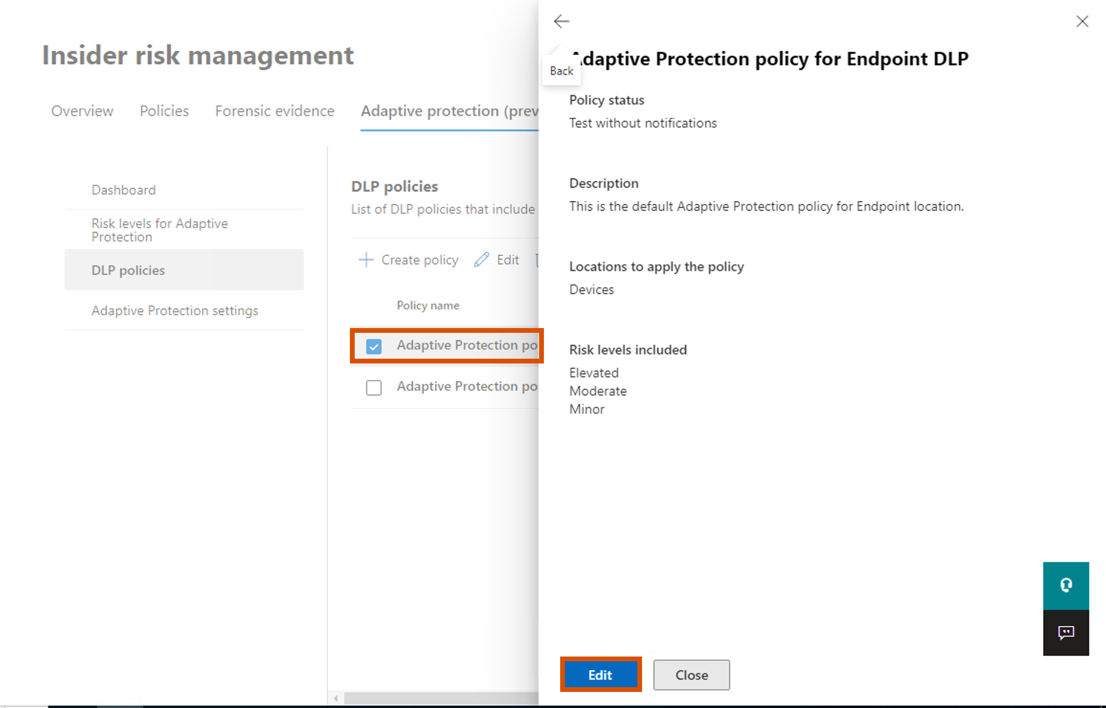 Insider risk management
Overview
Policies
Forensic evidence
Adaptive protection (prev
Dashboard
Risk levels for Adaptive
Protection
DLP policies
Adaptive Protection settings
DLP policies
List of DLP policies that include
Create policy
Edit
Policy name
Adaptive Protection po
Adaptive Protection po
Back
Adaptive Protection policy for Endpoint DLP
Policy status
Test without notifications
Description
This is the default Adaptive Protection policy for Endpoint location.
Locations to apply the policy
Devices
Risk levels included
Elevated
Moderate
Minor
Edit
Close